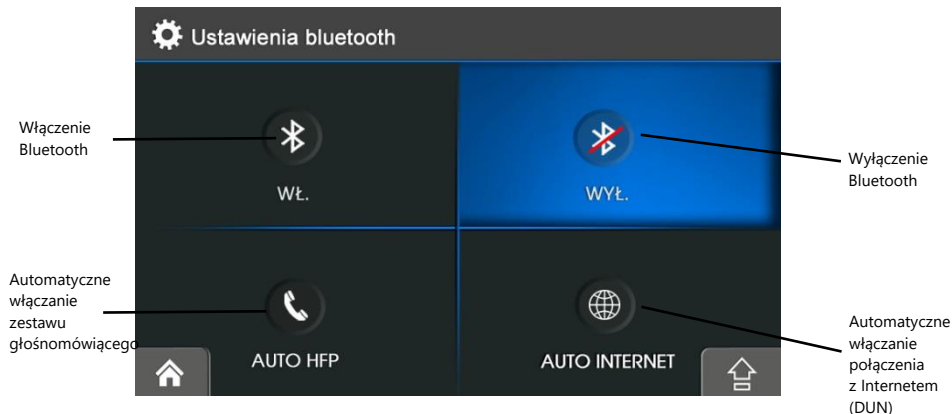 Ustawienia bluetooth
Włączenie
Bluetooth
WŁ.
WYŁ.
Wyłączenie
Bluetooth
Automatyczne
włączanie
zestawu
głośnomówiącego
AUTO HFP
AUTO INTERNET
Automatyczne
włączanie
połączenia
z Internetem
(DUN)